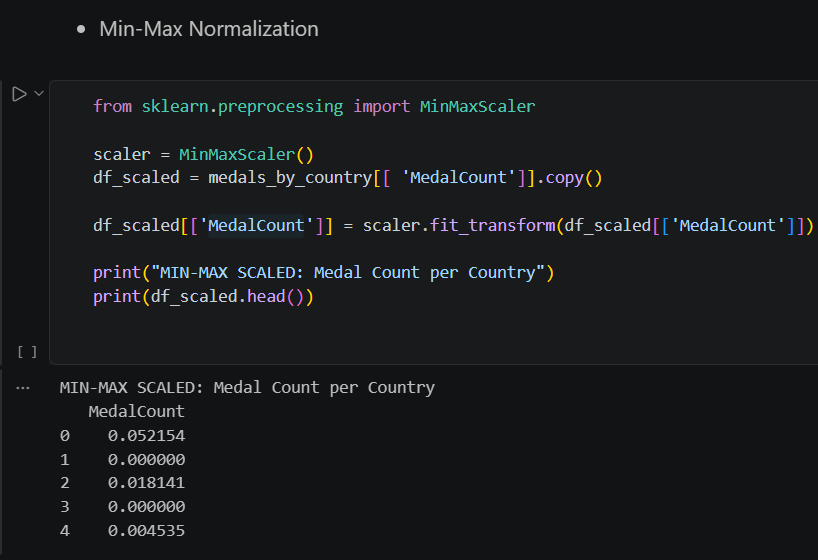 • Min-Max Normalization
from sklearn.preprocessing import MinMaxScaler
scaler = MinMaxScaler()
df_scaled = medals_by_country[[ 'MedalCount']].copy()
df_scaled[['MedalCount']] = scaler.fit_transform(df_scaled[['MedalCount']])
print("MIN-MAX SCALED: Medal Count per Country")
print(df_scaled.head())
[ ]
... MIN-MAX SCALED: Medal Count per Country
MedalCount
0 0.052154
1 0.000000
2 0.018141
3 0.000000
4 0.004535